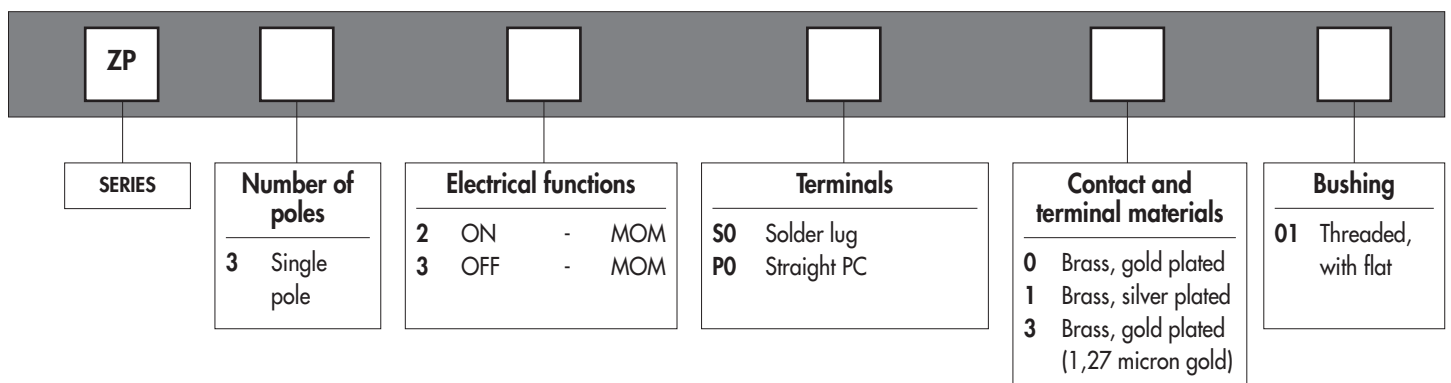 ZP
SERIES
Number of
poles
3 Single
pole
Electrical functions
2 ON - MOM
3 OFF - MOM
Terminals
S0 Solder lug
P0 Straight PC
Contact and
terminal materials
0 Brass, gold plated
1 Brass, silver plated
3 Brass, gold plated
(1,27 micron gold)
Bushing
01 Threaded,
with flat